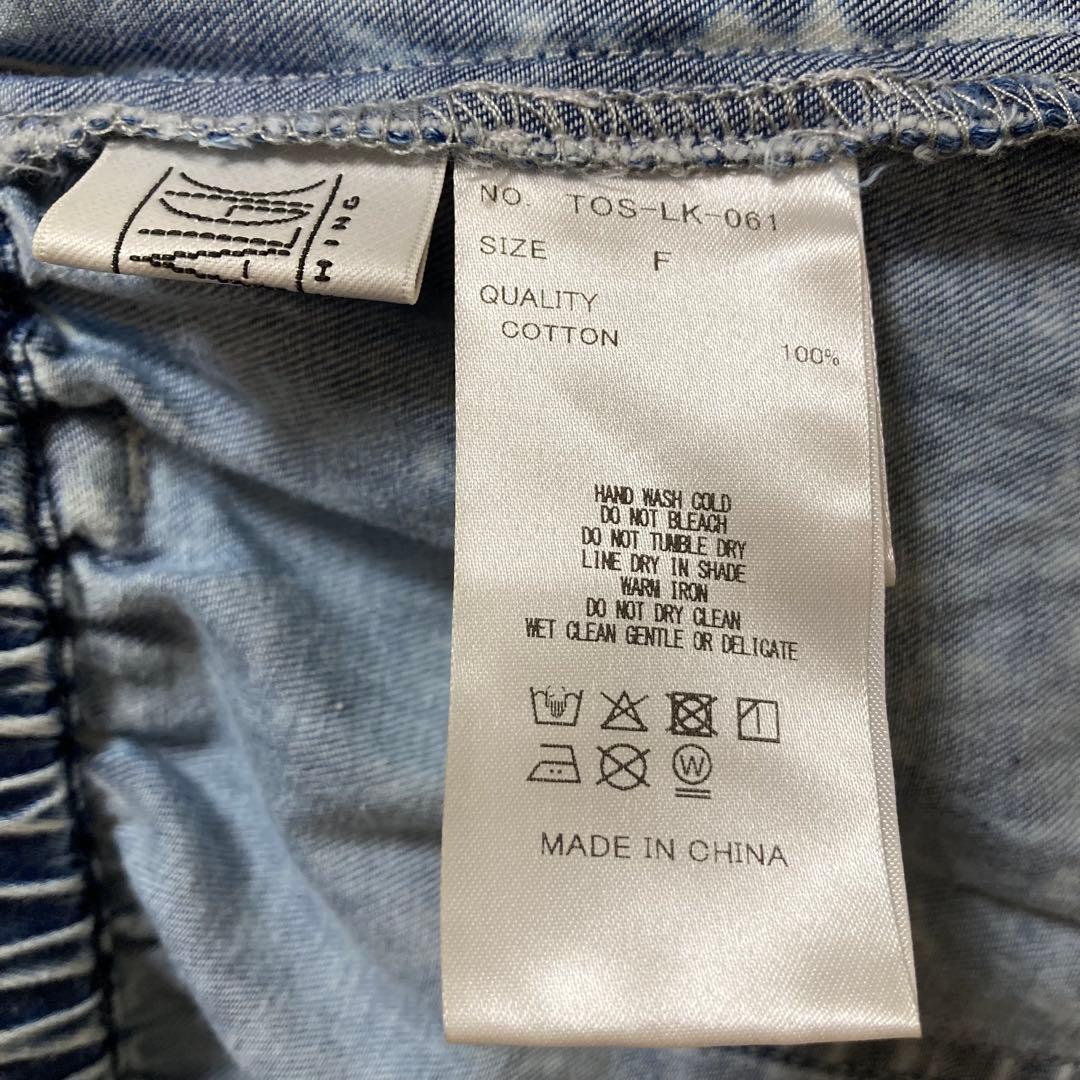 NO. TOS-LK-061
SIZE F
QUALITY
COTTON 100%
HAND WASH COLD
DO NOT BLEACH
DO NOT TUMBLE DRY
LINE DRY IN SHADE
WARM IRON
DO NOT DRY CLEAN
WET CLEAN GENTLE OR DELIGATE
W
MADE IN CHINA